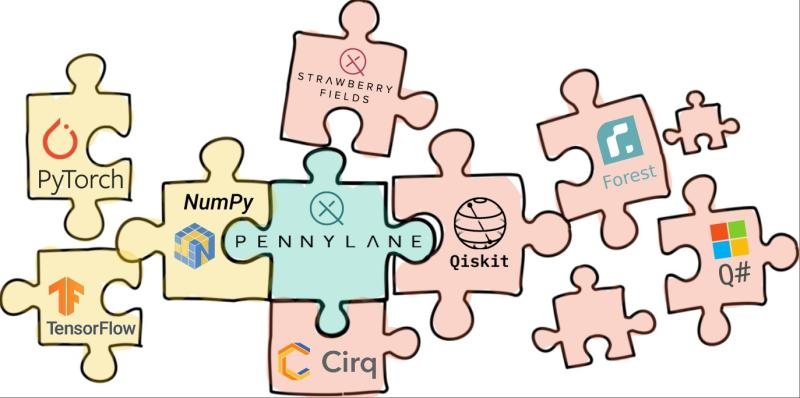 STRAWBERRY
FIELDS
PyTorch
NumPy
PENNYLANE
Qiskit
Forest
Q#
TensorFlow
Cirq